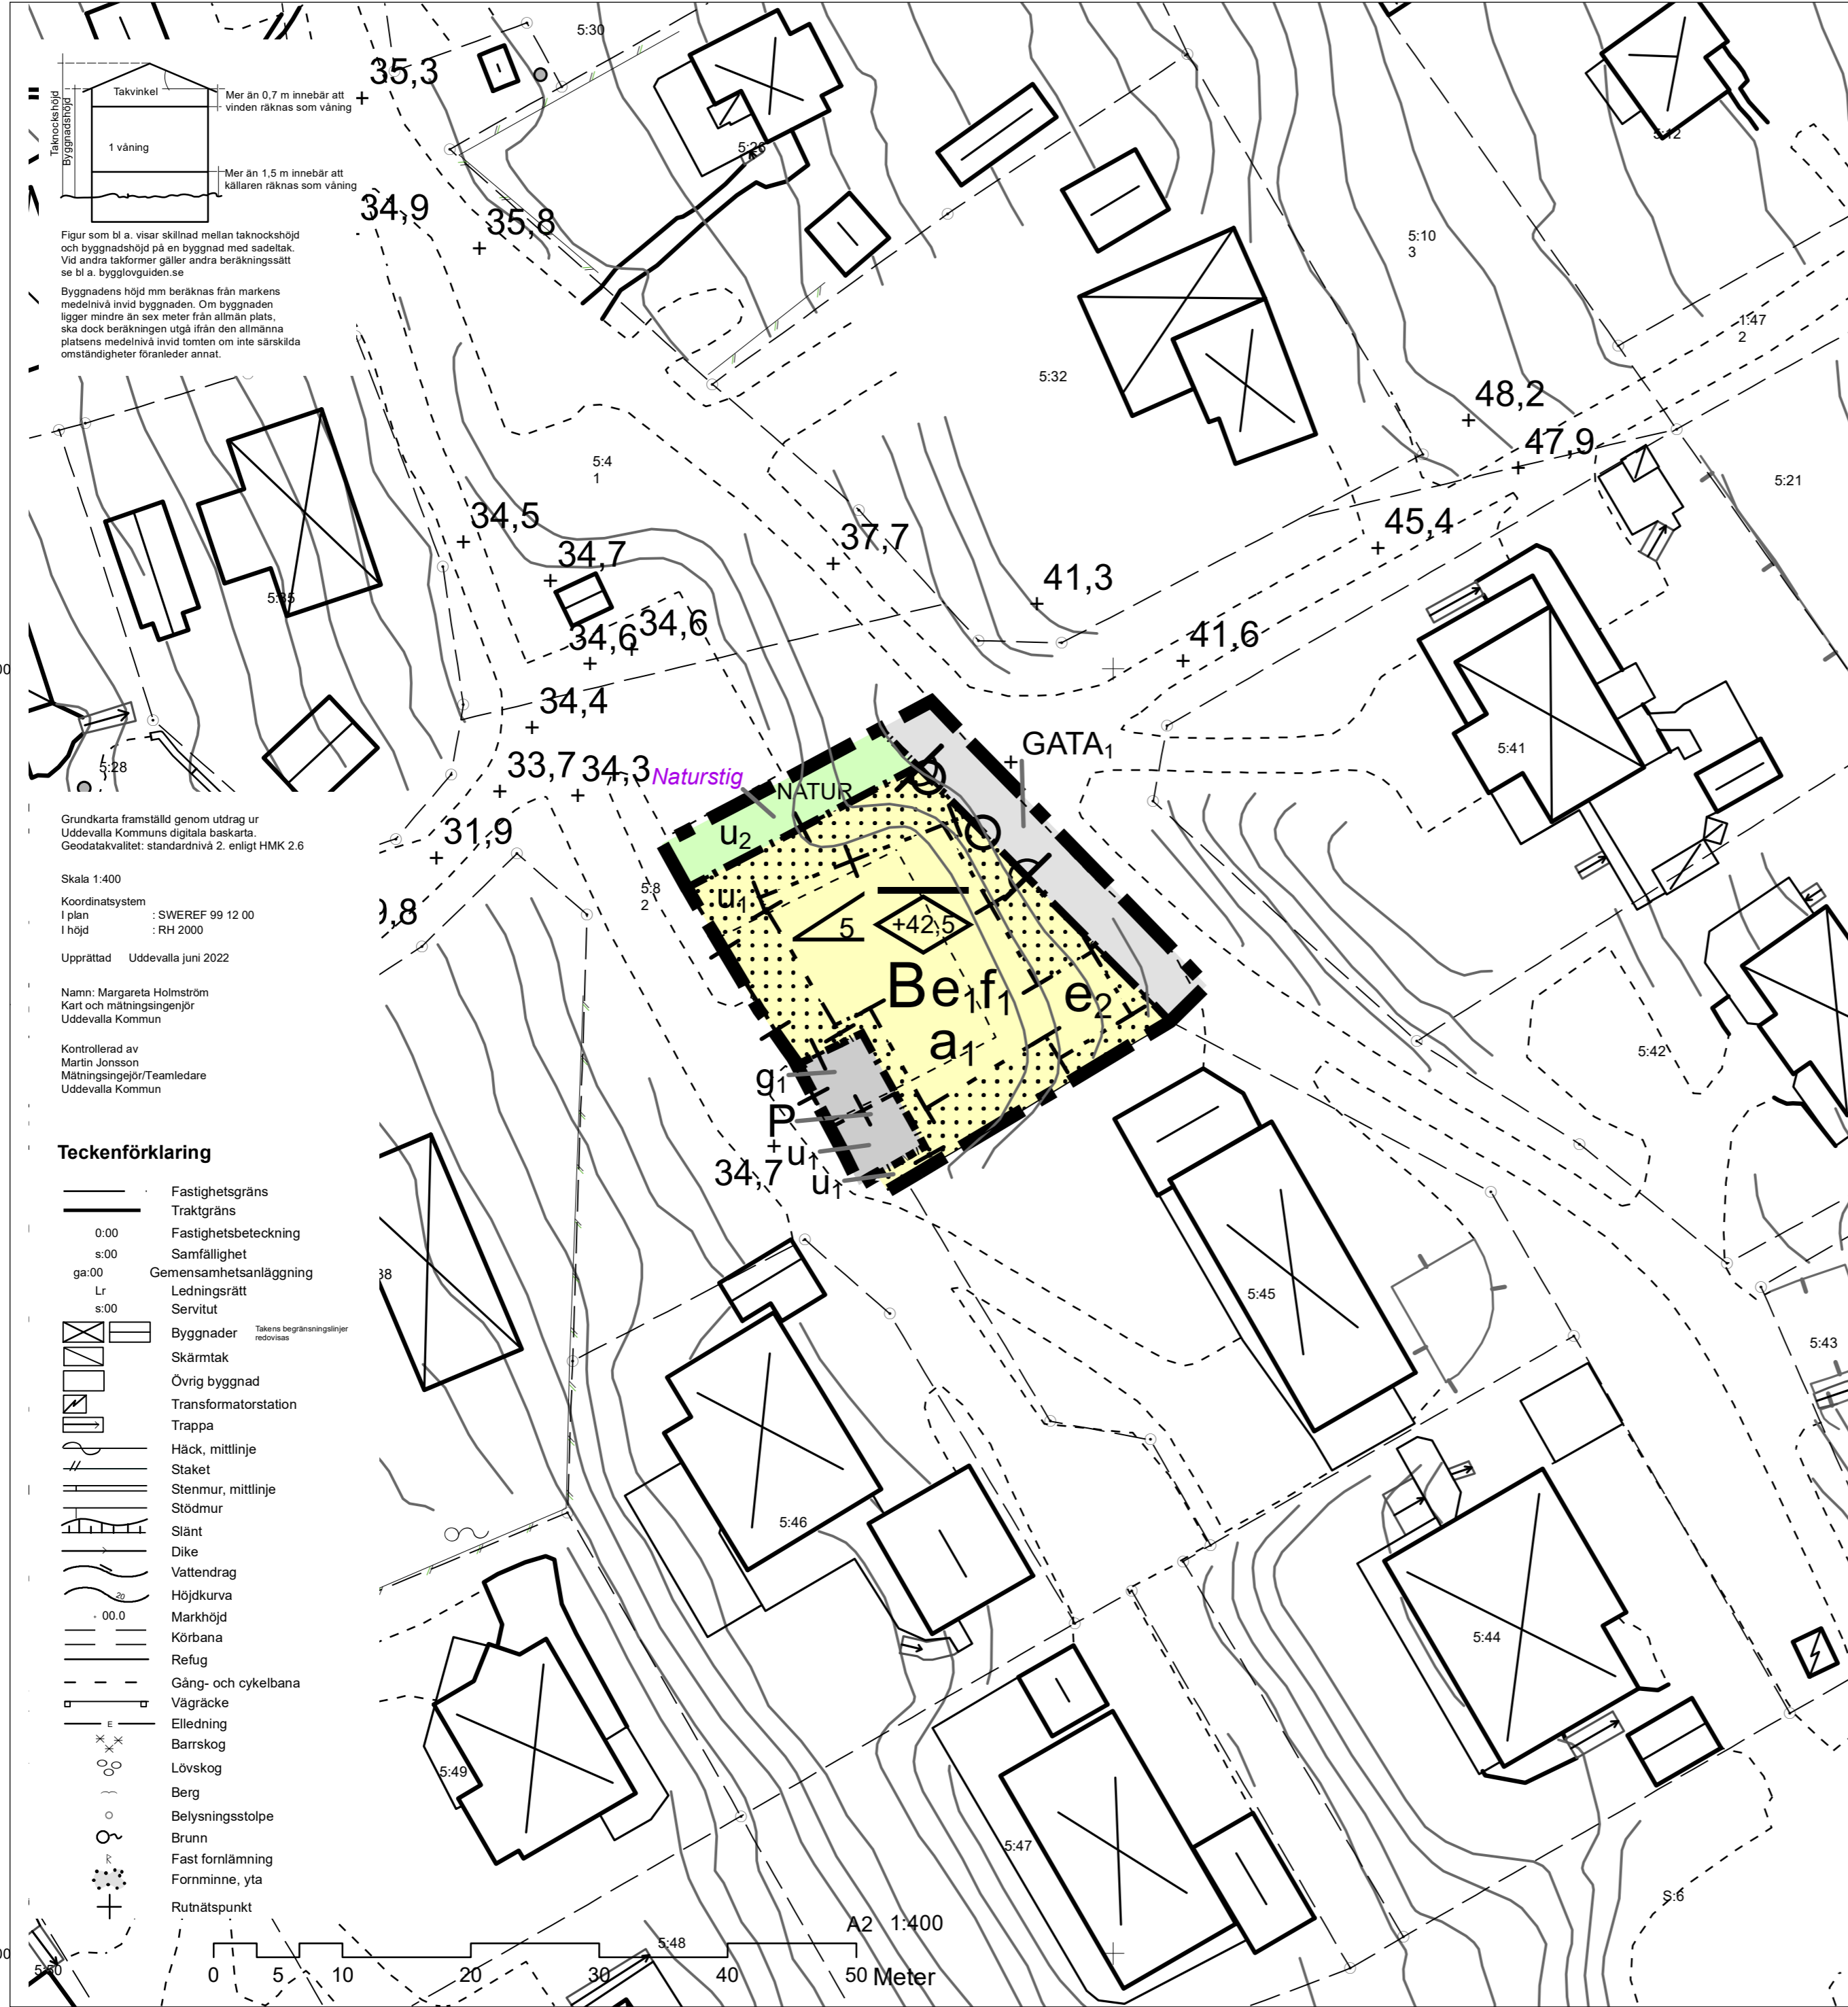 Takvinkel
Mer än 0,7 m innebär att
vinden räknas som våning
Taknockshöjd
Byggnadshöjd
1 våning
Mer än 1,5 m innebär att
källaren räknas som våning
Figur som bl a. visar skillnad mellan taknockshöjd
och byggnadshöjd på en byggnad med sadeltak.
Vid andra takformer gäller andra beräkningssätt
se bl a. bygglovguiden.se
Byggnadens höjd mm beräknas från markens
medelnivå invid byggnaden. Om byggnaden
ligger mindre än sex meter från allmän plats,
ska dock beräkningen utgå ifrån den allmänna
platsens medelnivå invid tomten om inte särskilda
omständigheter föranleder annat.
5:30
35,3
5:26
5:12
34,9
35,8
5:10
3
1:47
2
5:32
48,2
47,9
5:21
5:4
1
34,5
37,7
45,4
34,7
41,3
5:35
34,6
34,6
41,6
34,4
GATA1
5:41
5:28
33,7
34,3
Naturstig
NATUR
31,9
u2
5:8
2
u1
9,8
5
+42,5
B e1 f1
e2
a1
5:42
g1
P
u1
34,7
u1
Grundkarta framställd genom utdrag ur
Uddevalla Kommuns digitala baskarta.
Geodatakvalitet: standardnivå 2. enligt HMK 2.6
Skala 1:400
Koordinatsystem
I plan : SWEREF 99 12 00
I höjd : RH 2000
Upprättad Uddevalla juni 2022
Namn: Margareta Holmström
Kart och mätningsingenjör
Uddevalla Kommun
Kontrollerad av
Martin Jonsson
Mätningsingejör/Teamledare
Uddevalla Kommun
Teckenförklaring
Fastighetsgräns
Traktgräns
0:00 Fastighetsbeteckning
s:00 Samfällighet
ga:00 Gemensamhetsanläggning
Lr Ledningsrätt
s:00 Servitut
Byggnader Takens begränsningslinjer
redovisas
Skärmtak
Övrig byggnad
Transformatorstation
Trappa
Häck, mittlinje
Staket
Stenmur, mittlinje
Stödmur
Slänt
Dike
Vattendrag
20 Höjdkurva
00.0 Markhöjd
Körbana
Refug
Gång- och cykelbana
Vägräcke
E Elledning
Barrskog
Lövskog
Berg
Belysningsstolpe
Brunn
R Fast fornlämning
Fornminne, yta
Rutnätspunkt
38
5:45
5:43
5:46
5:44
5:49
5:47
S:6
5:48
5:50
00
00
A2 1:400
0 5 10 20 30 40 50 Meter